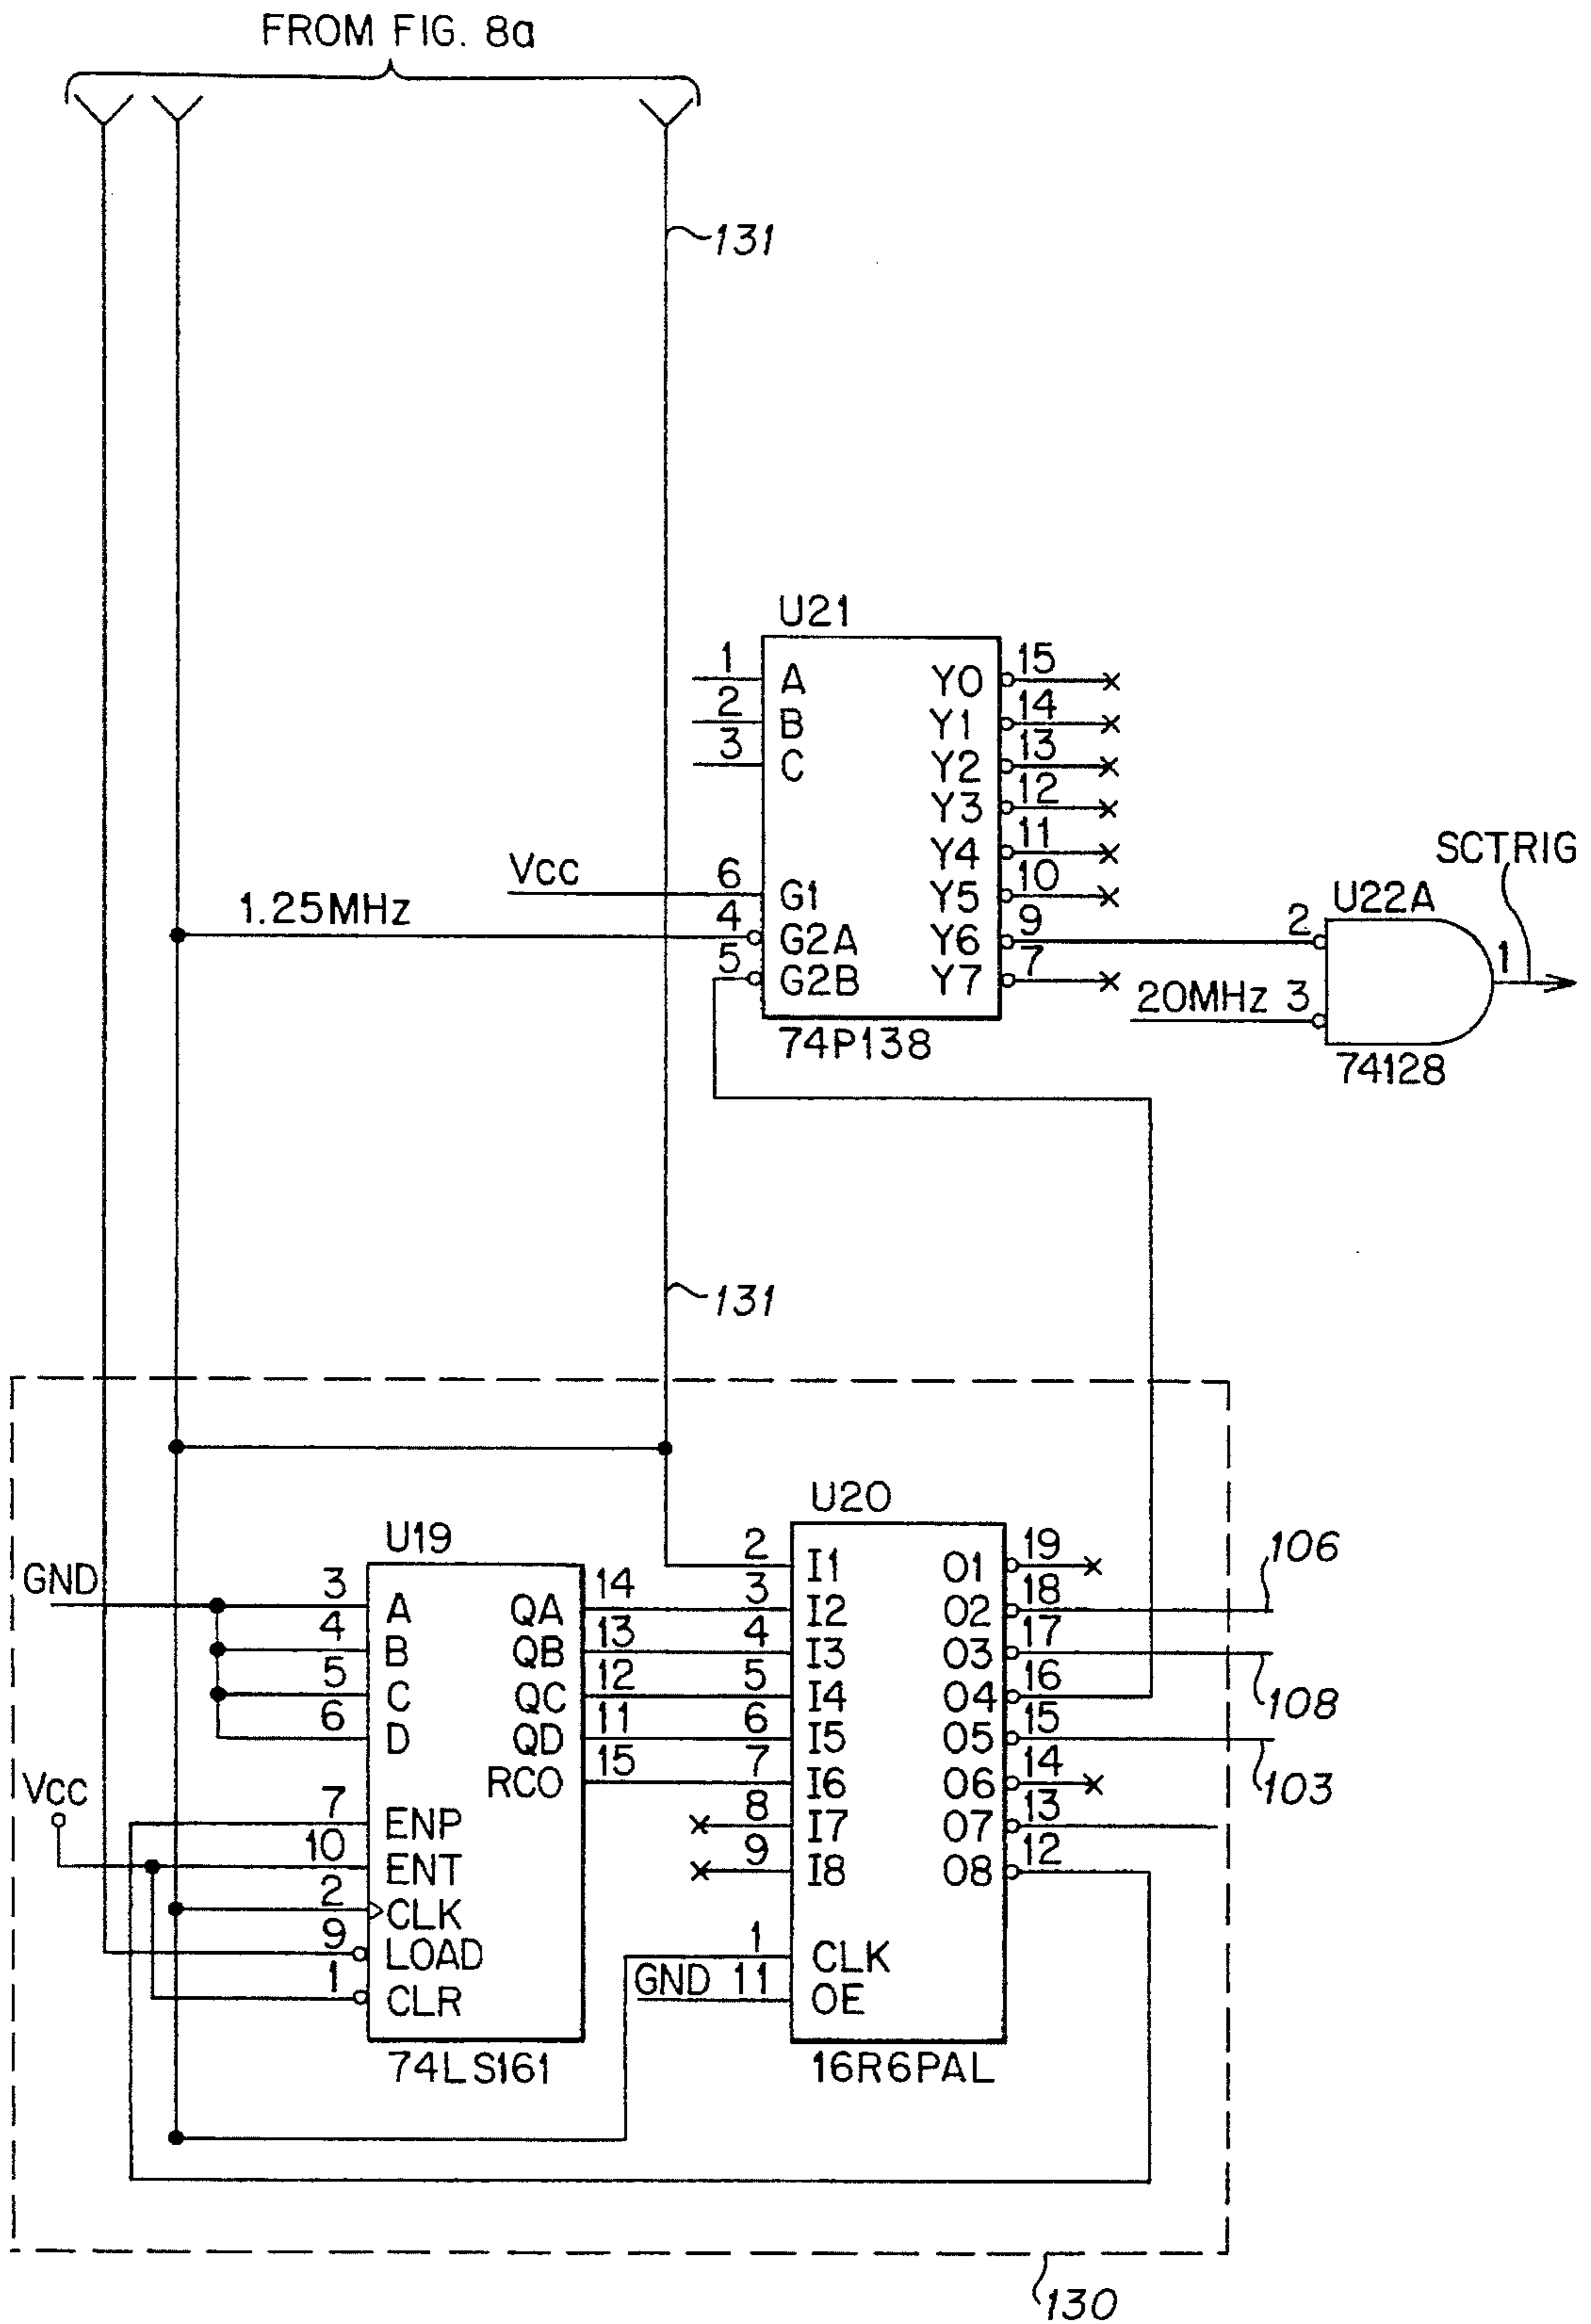 FROM FIG. 8a
131
U21
1 A Y0 15
2 B Y1 14
3 C Y2 13
Y3 12
Y4 11
Vcc 6 G1 Y5 10
1.25MHz 4 G2A Y6 9
5 G2B Y7 7
74P138
SCTRIG
U22A
2
1
20MHz 3
74128
131
U19
GND 3 A QA 14
4 B QB 13
5 C QC 12
6 D QD 11
RCO 15
Vcc
7 ENP
10 ENT
2 CLK
9 LOAD
1 CLR
74LS161
U20
2 I1 O1 19
3 I2 O2 18 106
4 I3 O3 17 108
5 I4 O4 16
6 I5 O5 15 103
7 I6 O6 14
8 I7 O7 13
9 I8 O8 12
1 CLK
GND 11 OE
16R6PAL
130